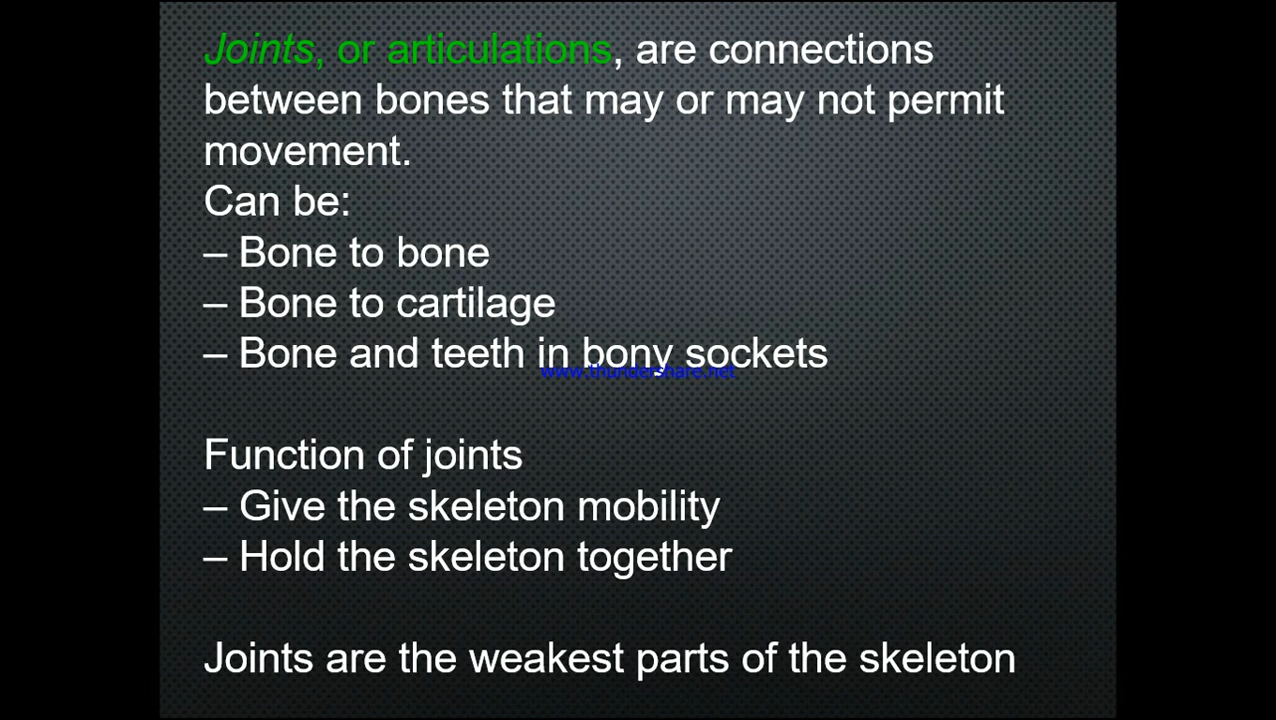 Joints, or articulations, are connections
between bones that may or may not permit
movement.
Can be:
– Bone to bone
– Bone to cartilage
– Bone and teeth in bony sockets
www.thundershare.net
Function of joints
– Give the skeleton mobility
– Hold the skeleton together
Joints are the weakest parts of the skeleton